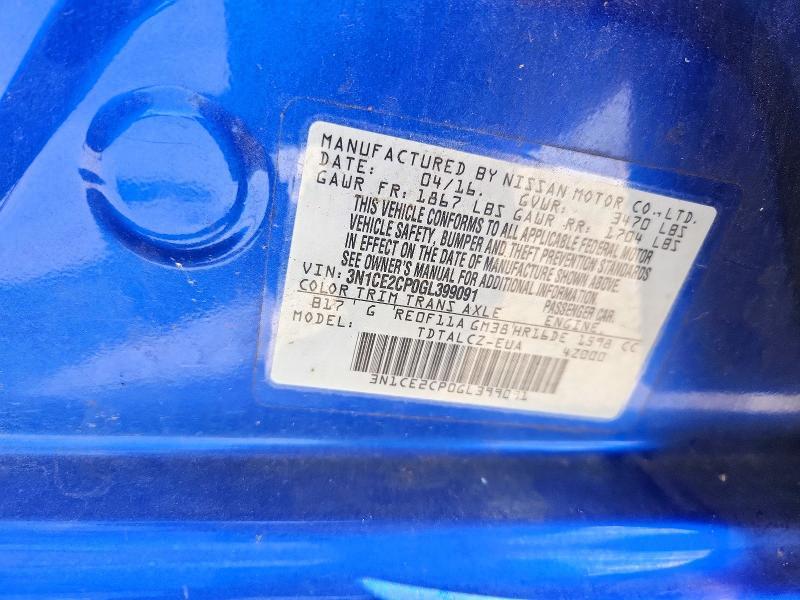 MANUFACTURED BY NISSAN MOTOR CO.,LTD.
DATE: 04/16. GVWR: 3470 LBS
GAWR FR: 1867 LBS GAWR RR: 1704 LBS
THIS VEHICLE CONFORMS TO ALL APPLICABLE FEDERAL MOTOR
VEHICLE SAFETY, BUMPER AND THEFT PREVENTION STANDARDS
IN EFFECT ON THE DATE OF MANUFACTURE SHOWN ABOVE.
SEE OWNER'S MANUAL FOR ADDITIONAL INFORMATION
VIN: 3N1CE2CP0GL399091 PASSENGER CAR
COLOR TRIM TRANS AXLE ENGINE
B17 G RE0F11A GM38 HR16DE 1598 CC
MODEL: TDTALCZ-EUA 4Z000
3N1CE2CP0GL399091